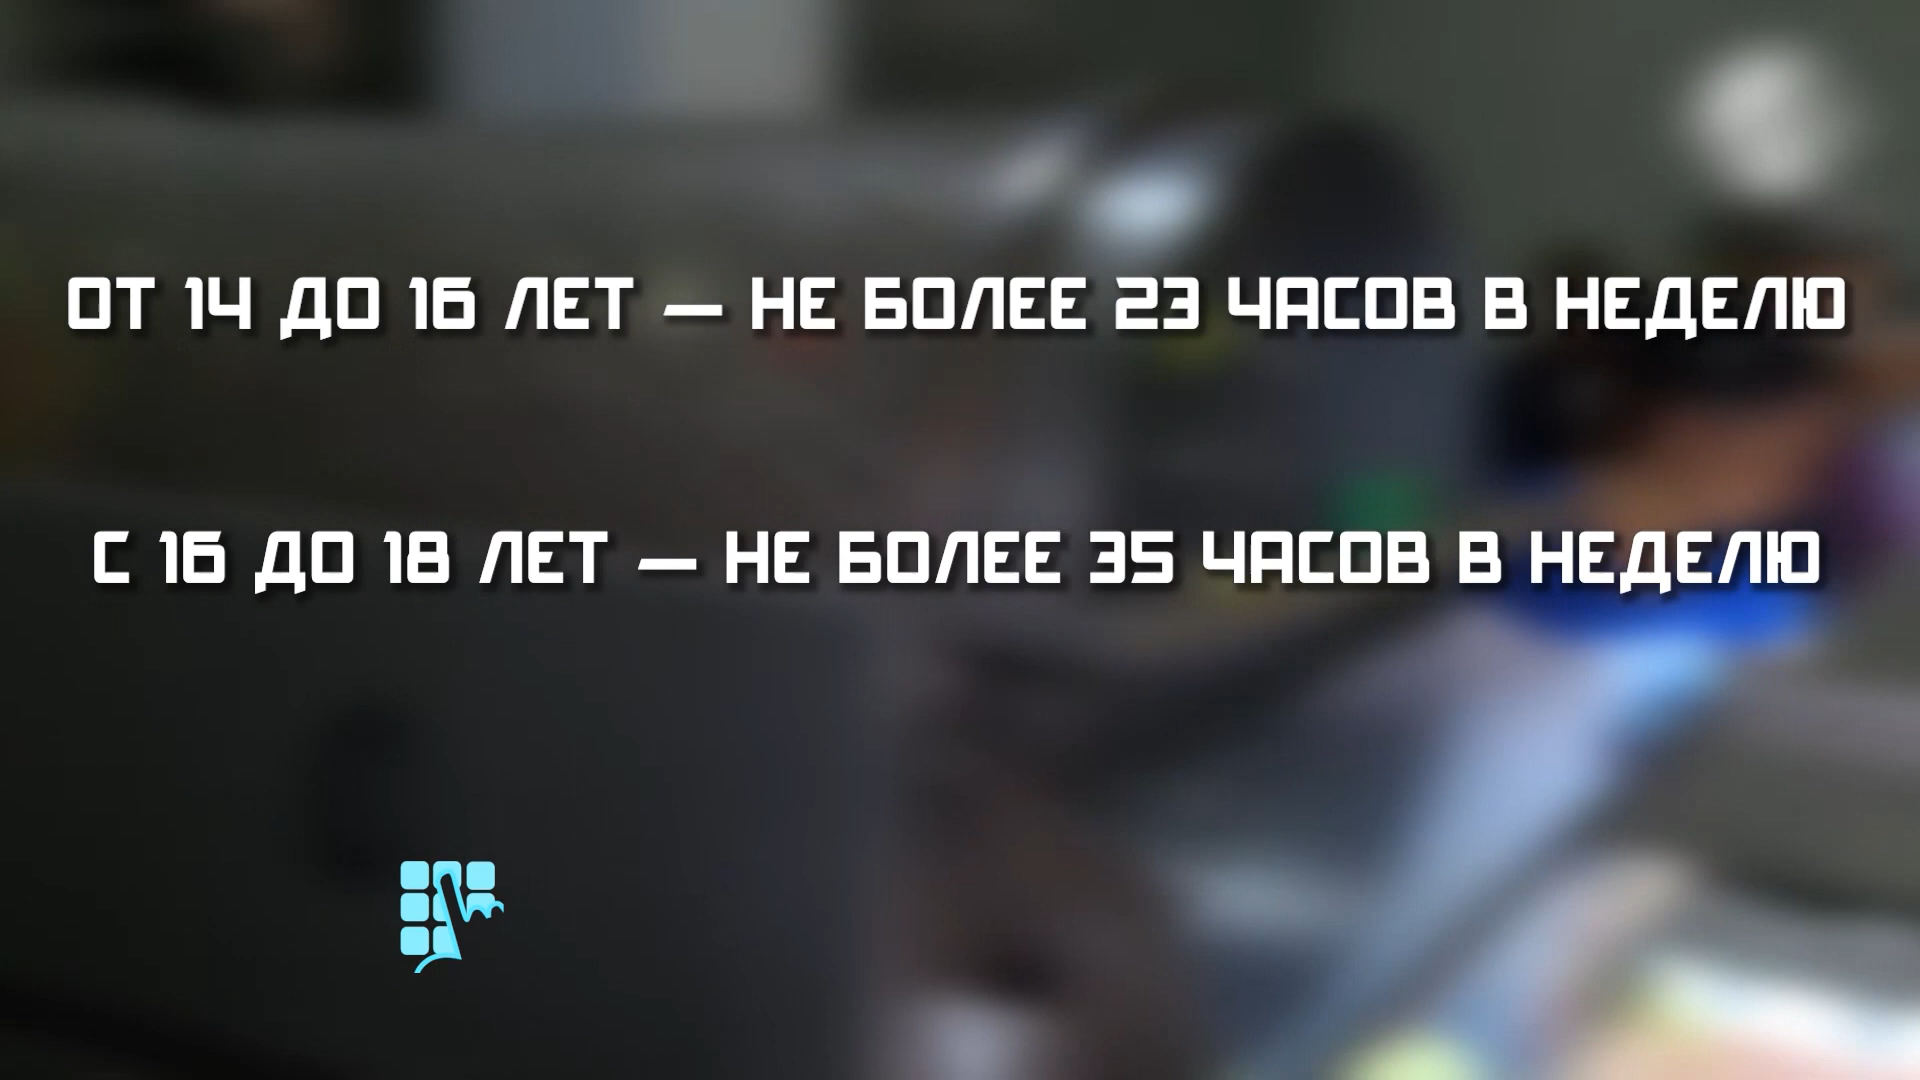 ОТ 14 ДО 16 ЛЕТ — НЕ БОЛЕЕ 23 ЧАСОВ В НЕДЕЛЮ
С 16 ДО 18 ЛЕТ — НЕ БОЛЕЕ 35 ЧАСОВ В НЕДЕЛЮ